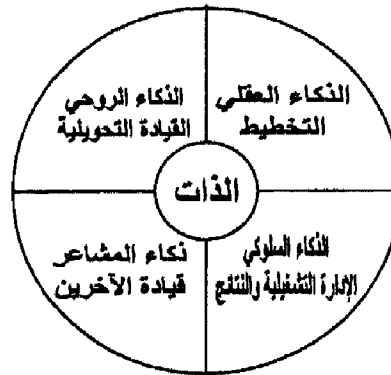 الذكاء العقلي
التخطيط
الذكاء الروحي
القيادة التحويلية
الذات
الذكاء السلوكي
الإدارة التشغيلية والنتائج
ذكاء المشاعر
قيادة الآخرين